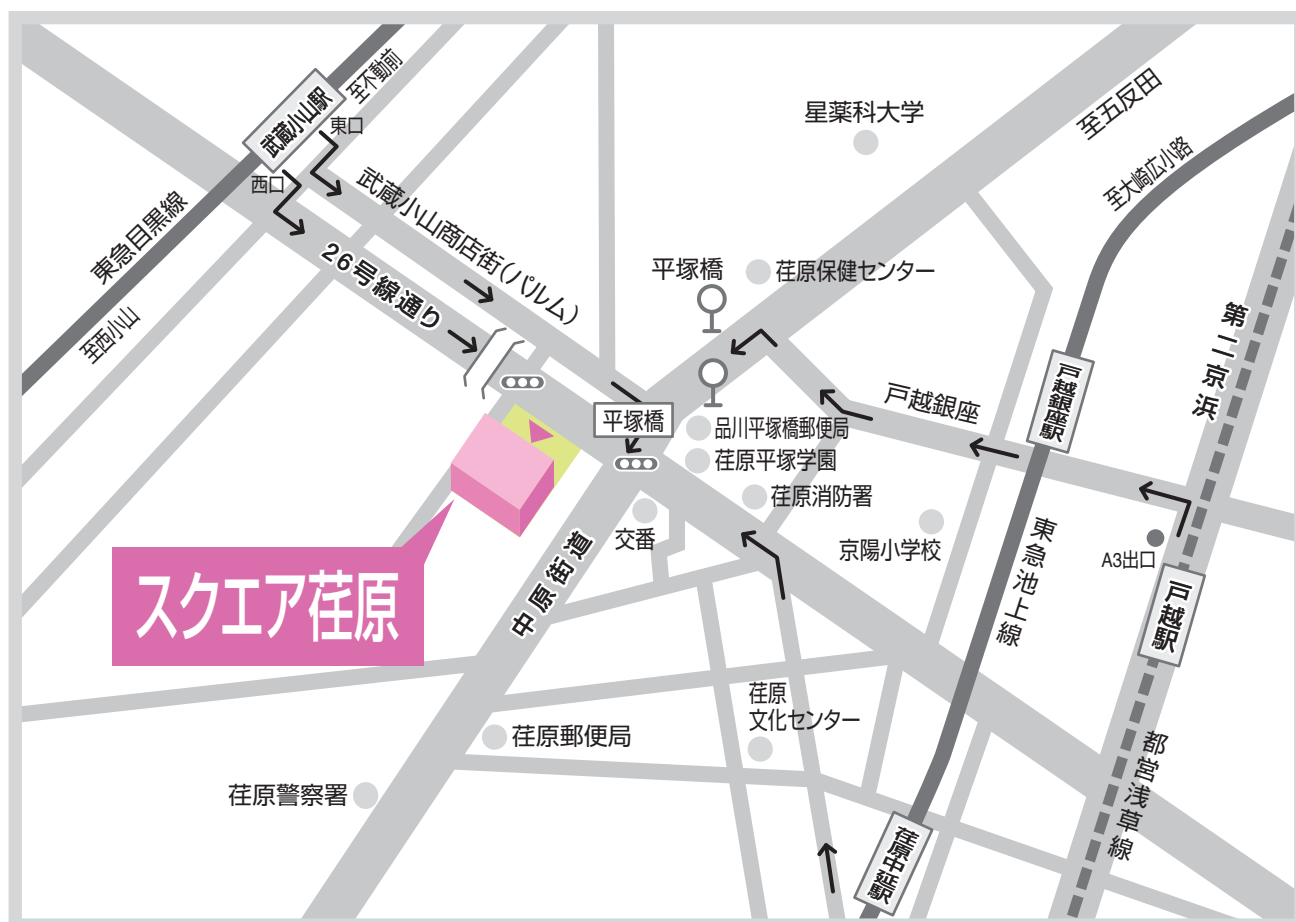 武蔵小山駅
至不動前
東口
西口
東急目黒線
至西小山
武蔵小山商店街(パルム)
26号線通り
星薬科大学
至五反田
至大崎広小路
平塚橋
荏原保健センター
第二京浜
戸越銀座駅
戸越銀座
平塚橋
品川平塚橋郵便局
荏原平塚学園
荏原消防署
交番
京陽小学校
A3出口
戸越駅
東急池上線
スクエア荏原
中原街道
荏原
文化センター
荏原郵便局
荏原警察署
都営浅草線
荏原中延駅